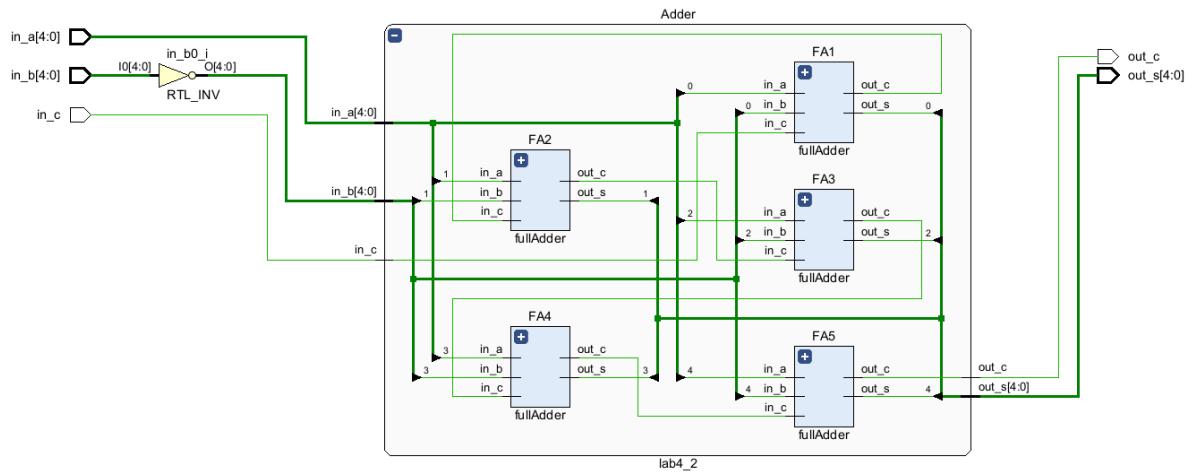 Adder
in_a[4:0]
in_b[4:0]
in_c
in_b0_i
I0[4:0]
O[4:0]
RTL_INV
in_a[4:0]
in_b[4:0]
in_c
FA1
0
in_a
0
in_b
in_c
out_c
out_s
0
fullAdder
FA2
1
in_a
1
in_b
in_c
out_c
out_s
1
fullAdder
FA3
2
in_a
2
in_b
in_c
out_c
out_s
2
fullAdder
FA4
3
in_a
3
in_b
in_c
out_c
out_s
3
fullAdder
FA5
4
in_a
4
in_b
in_c
out_c
out_s
4
fullAdder
out_c
out_s[4:0]
out_c
out_s[4:0]
lab4_2